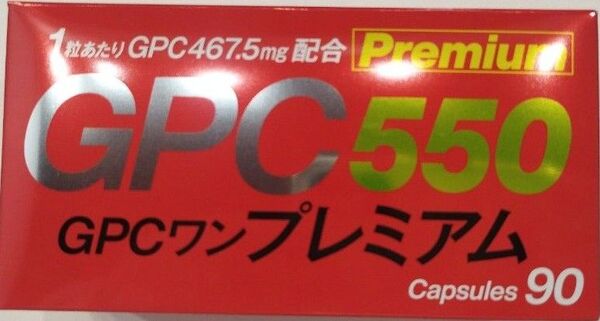 1粒あたりGPC467.5mg配合 Premium
GPC550
GPCワンプレミアム
Capsules 90